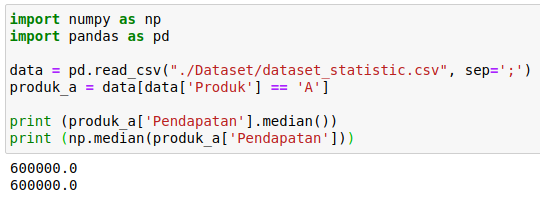 import numpy as np
import pandas as pd
data = pd.read_csv("./Dataset/dataset_statistic.csv", sep=';')
produk_a = data[data['Produk'] == 'A']
print (produk_a['Pendapatan'].median())
print (np.median(produk_a['Pendapatan']))
600000.0
600000.0